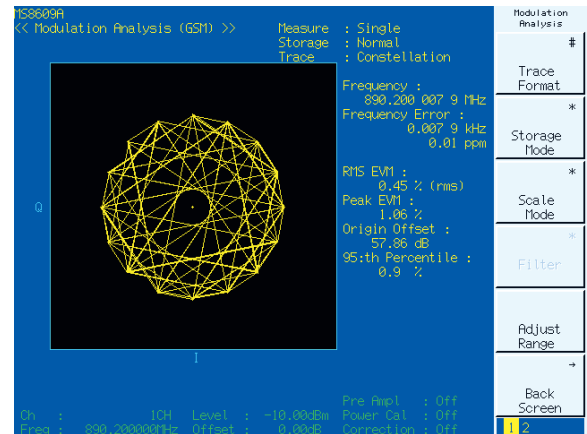 MS8609A
<< Modulation Analysis (GSM) >>
Measure : Single
Storage : Normal
Trace : Constellation
Frequency :
890.200 007 9 MHz
Frequency Error :
0.007 9 kHz
0.01 ppm
RMS EVM :
0.45 % (rms)
Peak EVM :
1.06 %
Origin Offset :
57.86 dB
95:th Percentile :
0.9 %
Q
I
Pre Ampl : Off
Ch : 1CH Level : -10.00dBm Power Cal : Off
Freq : 890.200000MHz Offset : 0.00dB Correction : Off
Modulation
Analysis
#
Trace
Format
*
Storage
Mode
*
Scale
Mode
*
Filter
Adjust
Range
→
Back
Screen
1 2